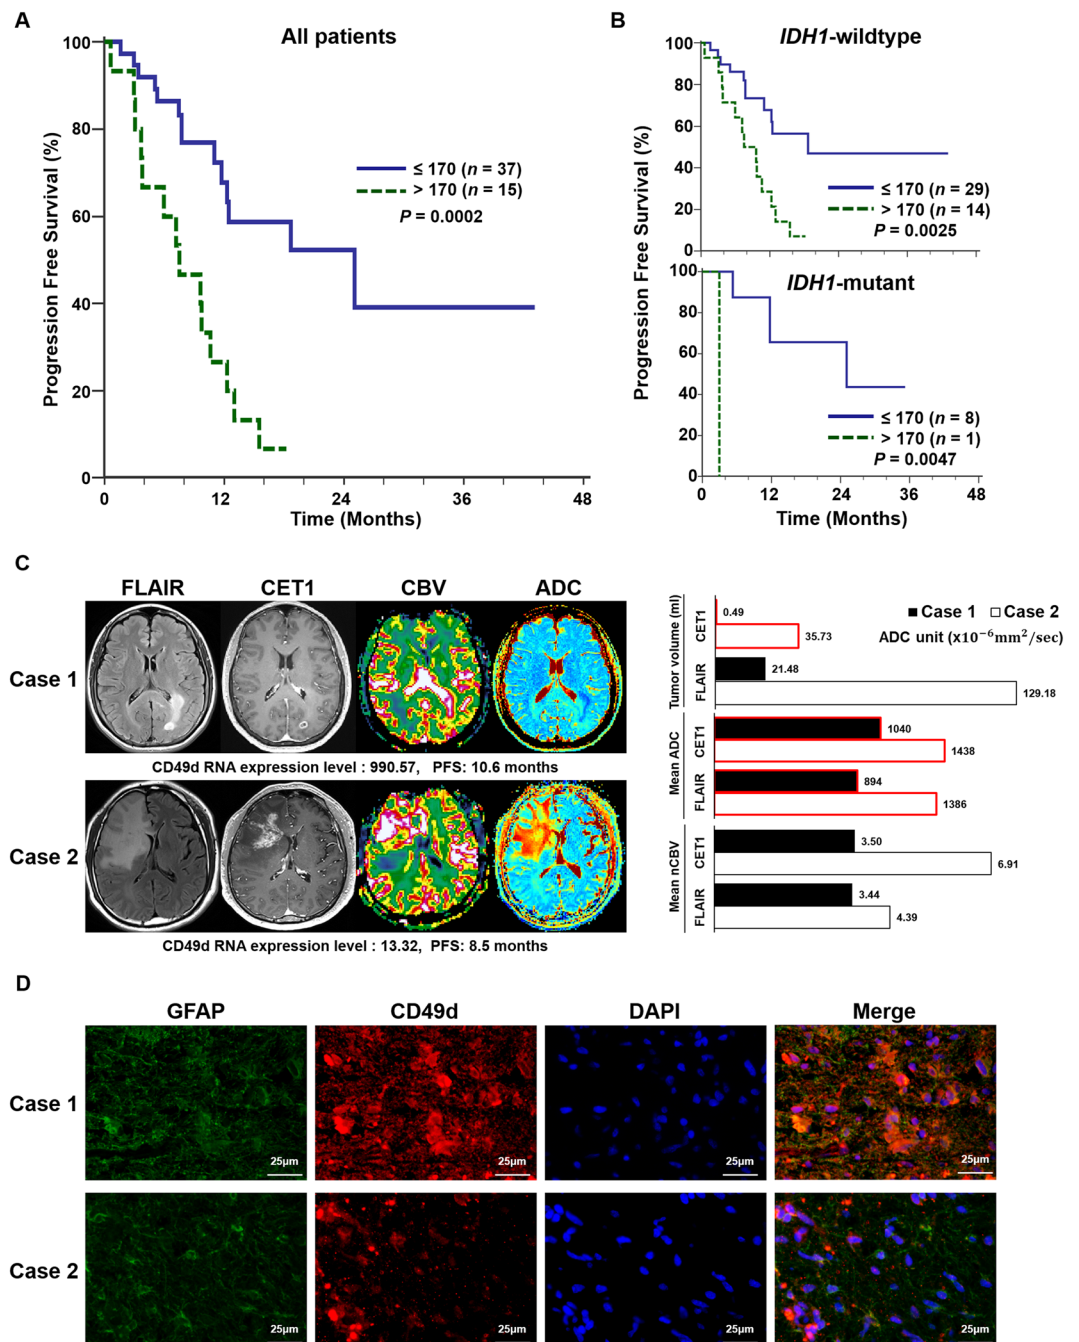 A
All patients
Progression Free Survival (%)
100
80
60
40
20
0
0 12 24 36 48
Time (Months)
≤ 170 (n = 37)
> 170 (n = 15)
P = 0.0002
B
IDH1-wildtype
Progression Free Survival (%)
100
80
60
40
20
0
≤ 170 (n = 29)
> 170 (n = 14)
P = 0.0025
IDH1-mutant
100
80
60
40
20
0
≤ 170 (n = 8)
> 170 (n = 1)
P = 0.0047
0 12 24 36 48
Time (Months)
C
FLAIR CET1 CBV ADC
Case 1
CD49d RNA expression level : 990.57, PFS: 10.6 months
Case 2
CD49d RNA expression level : 13.32, PFS: 8.5 months
Case 1 Case 2
ADC unit (x10−6mm2/sec)
Tumor volume (ml)
CET1
0.49
35.73
FLAIR
21.48
129.18
Mean ADC
CET1
1040
1438
FLAIR
894
1386
Mean nCBV
CET1
3.50
6.91
FLAIR
3.44
4.39
D
GFAP CD49d DAPI Merge
Case 1
25μm 25μm 25μm 25μm
Case 2
25μm 25μm 25μm 25μm